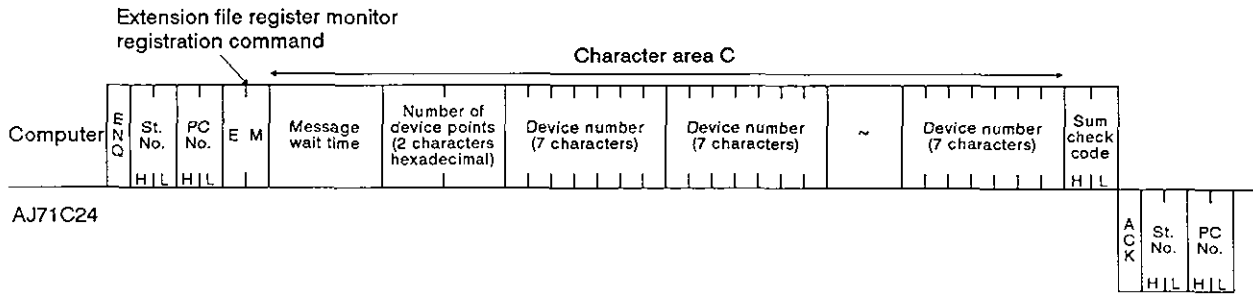 Extension file register monitor
registration command
Character area C
Computer
ENQ
St.
No.
H L
PC
No.
H L
E M
Message
wait time
Number of
device points
(2 characters
hexadecimal)
Device number
(7 characters)
Device number
(7 characters)
~
Device number
(7 characters)
Sum
check
code
H L
AJ71C24
ACK
St.
No.
H L
PC
No.
H L